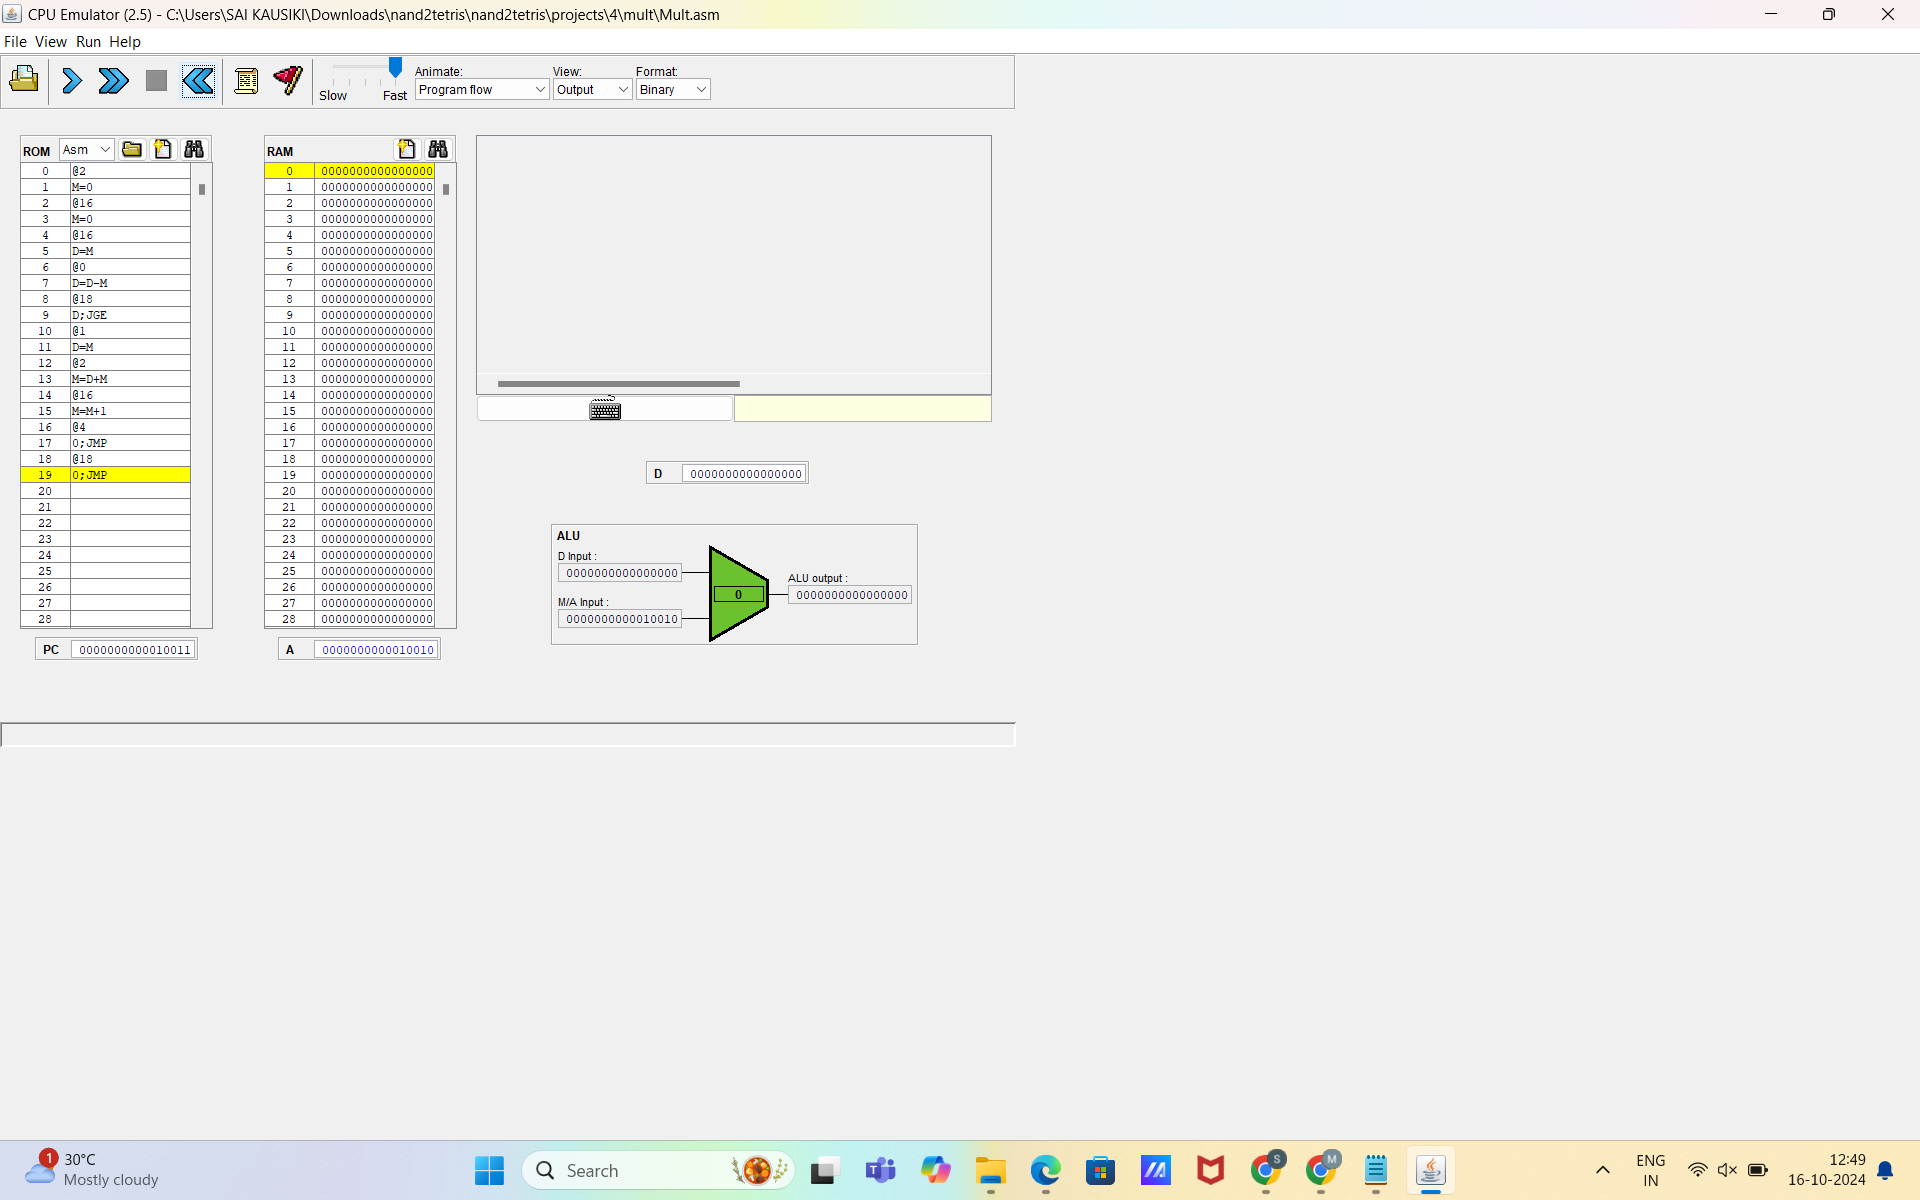 CPU Emulator (2.5) - C:\Users\SAI KAUSIKI\Downloads\nand2tetris\nand2tetris\projects\4\mult\Mult.asm
File View Run Help
Slow Fast
Animate:
Program flow
View:
Output
Format:
Binary
ROM Asm
0 @2
1 M=0
2 @16
3 M=0
4 @16
5 D=M
6 @0
7 D=D-M
8 @18
9 D;JGE
10 @1
11 D=M
12 @2
13 M=D+M
14 @16
15 M=M+1
16 @4
17 0;JMP
18 @18
19 0;JMP
20
21
22
23
24
25
26
27
28
PC 0000000000010011
RAM
0 0000000000000000
1 0000000000000000
2 0000000000000000
3 0000000000000000
4 0000000000000000
5 0000000000000000
6 0000000000000000
7 0000000000000000
8 0000000000000000
9 0000000000000000
10 0000000000000000
11 0000000000000000
12 0000000000000000
13 0000000000000000
14 0000000000000000
15 0000000000000000
16 0000000000000000
17 0000000000000000
18 0000000000000000
19 0000000000000000
20 0000000000000000
21 0000000000000000
22 0000000000000000
23 0000000000000000
24 0000000000000000
25 0000000000000000
26 0000000000000000
27 0000000000000000
28 0000000000000000
A 0000000000010010
D 0000000000000000
ALU
D Input :
0000000000000000
M/A Input :
0000000000010010
0
ALU output :
0000000000000000
1
30°C
Mostly cloudy
Search
S
M
ENG
IN
12:49
16-10-2024